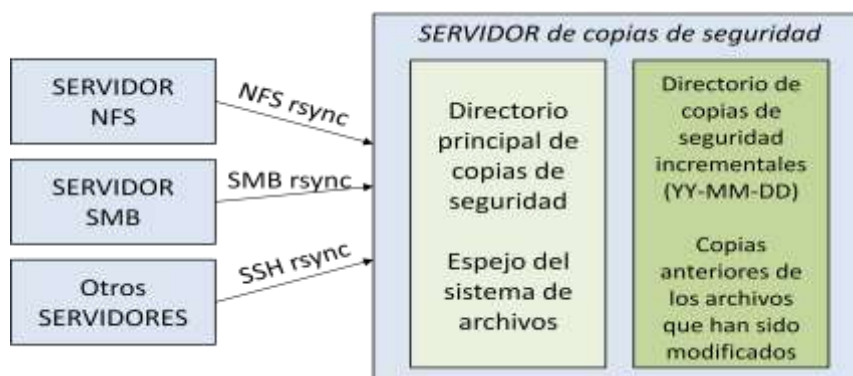 SERVIDOR de copias de seguridad
SERVIDOR
NFS
NFS rsync
SERVIDOR
SMB
SMB rsync
Otros
SERVIDORES
SSH rsync
Directorio
principal de
copias de
seguridad
Espejo del
sistema de
archivos
Directorio de
copias de
seguridad
incrementales
(YY-MM-DD)
Copias
anteriores de
los archivos
que han sido
modificados